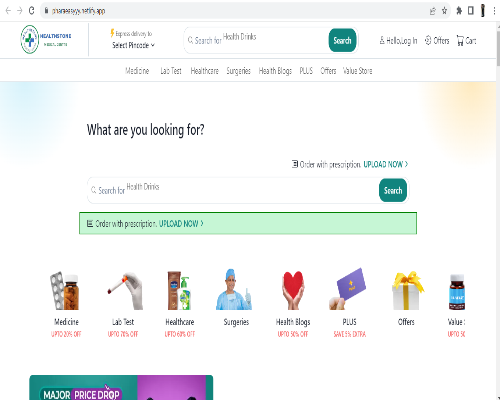 phareeasyy.netlify.app
HEALTHSTORE
MEDICAL CENTER
Express delivery to
Select Pincode
Search for Health Drinks
Search
Hello,Log In
Offers
Cart
Medicine Lab Test Healthcare Surgeries Health Blogs PLUS Offers Value Store
What are you looking for?
Order with prescription. UPLOAD NOW >
Search for Health Drinks
Search
Order with prescription. UPLOAD NOW >
Medicine Lab Test Healthcare Surgeries Health Blogs PLUS Offers Value S
UPTO 20% OFF UPTO 70% OFF UPTO 60% OFF UPTO 50% OFF SAVE 5% EXTRA UPTO 50
MAJOR PRICE DROP